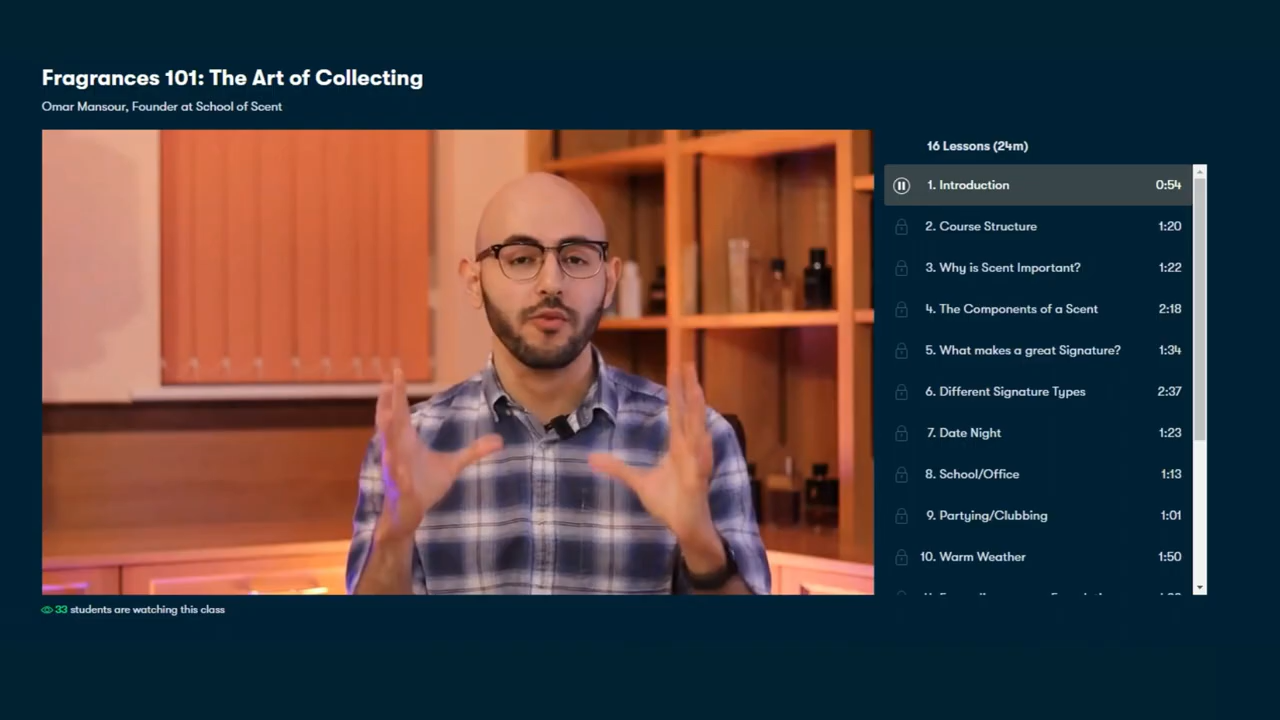 Fragrances 101: The Art of Collecting
Omar Mansour, Founder at School of Scent
16 Lessons (24m)
1. Introduction 0:54
2. Course Structure 1:20
3. Why is Scent Important? 1:22
4. The Components of a Scent 2:18
5. What makes a great Signature? 1:34
6. Different Signature Types 2:37
7. Date Night 1:23
8. School/Office 1:13
9. Partying/Clubbing 1:01
10. Warm Weather 1:50
33 students are watching this class